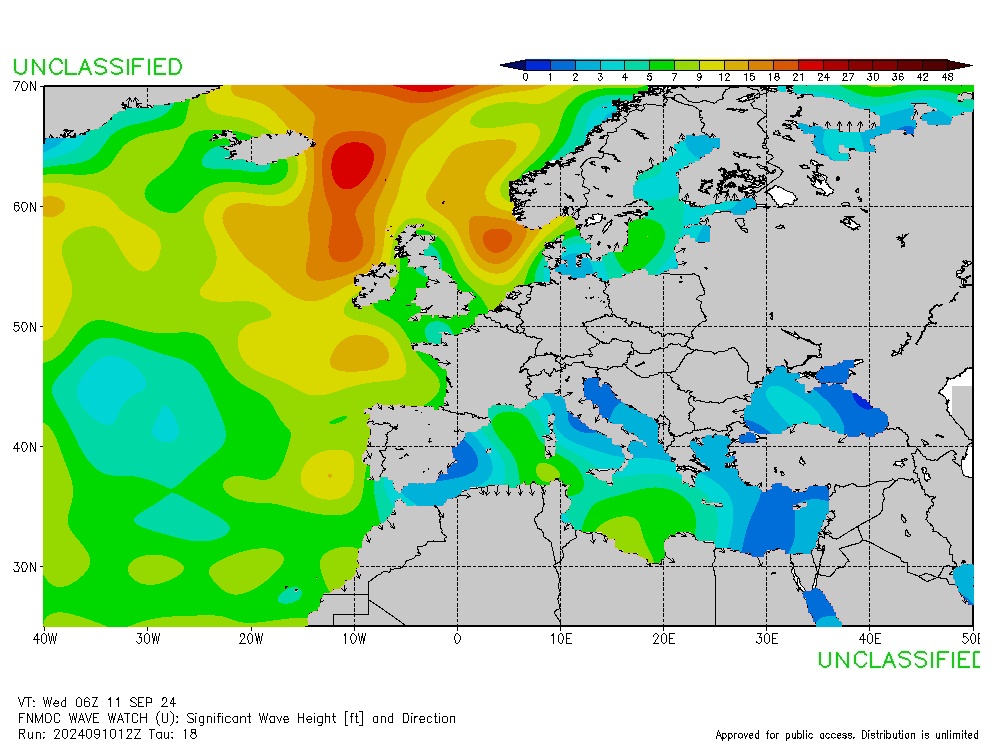 UNCLASSIFIED
0 1 2 3 4 5 7 9 12 15 18 21 24 27 30 36 42 48
70N
60N
50N
40N
30N
40W 30W 20W 10W 0 10E 20E 30E 40E 50E
UNCLASSIFIED
VT: Wed 06Z 11 SEP 24
FNMOC WAVE WATCH (U): Significant Wave Height [ft] and Direction
Run: 2024091012Z Tau: 18
Approved for public access. Distribution is unlimited